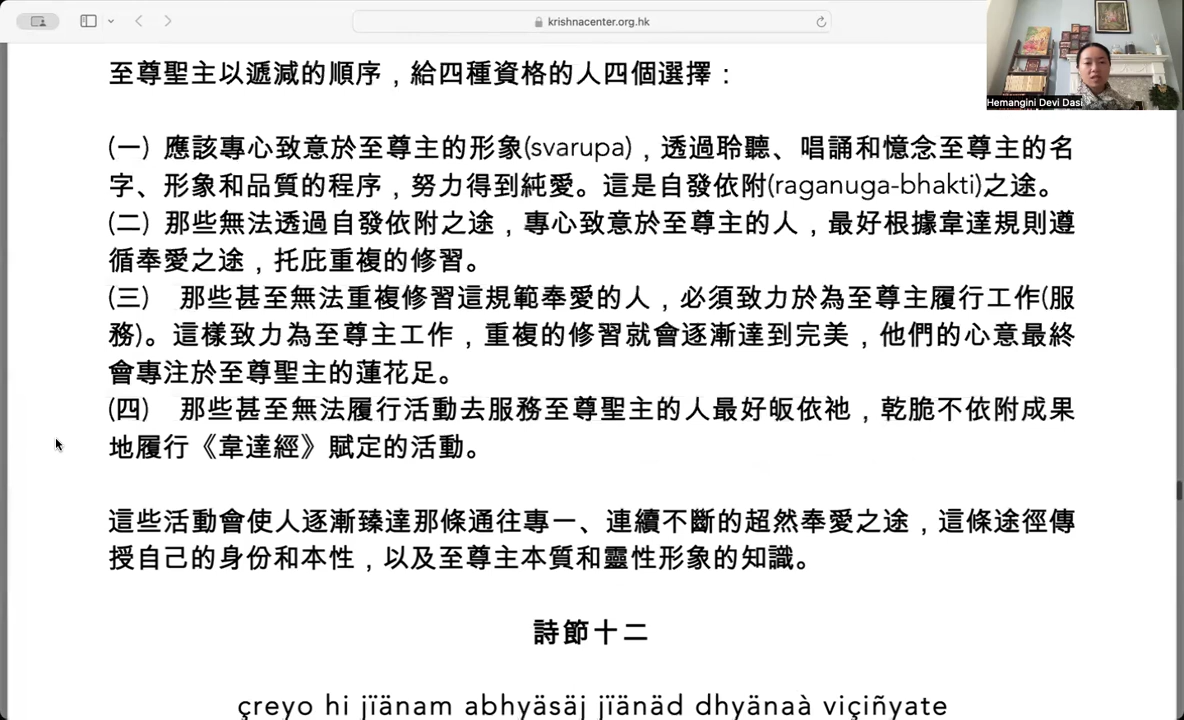 krishnacenter.org.hk
Hemangini Devi Dasi
至尊聖主以遞減的順序，給四種資格的人四個選擇：
(一) 應該專心致意於至尊主的形象(svarupa)，透過聆聽、唱誦和憶念至尊主的名
字、形象和品質的程序，努力得到純愛。這是自發依附(raganuga-bhakti)之途。
(二) 那些無法透過自發依附之途，專心致意於至尊主的人，最好根據韋達規則遵
循奉愛之途，托庇重複的修習。
(三) 那些甚至無法重複修習這規範奉愛的人，必須致力於為至尊主履行工作(服
務)。這樣致力為至尊主工作，重複的修習就會逐漸達到完美，他們的心意最終
會專注於至尊聖主的蓮花足。
(四) 那些甚至無法履行活動去服務至尊聖主的人最好皈依祂，乾脆不依附成果
地履行《韋達經》賦定的活動。
這些活動會使人逐漸臻達那條通往專一、連續不斷的超然奉愛之途，這條途徑傳
授自己的身份和本性，以及至尊主本質和靈性形象的知識。
詩節十二
çreyo hi jïänam abhyäsäj jïänäd dhyänaà viçiñyate